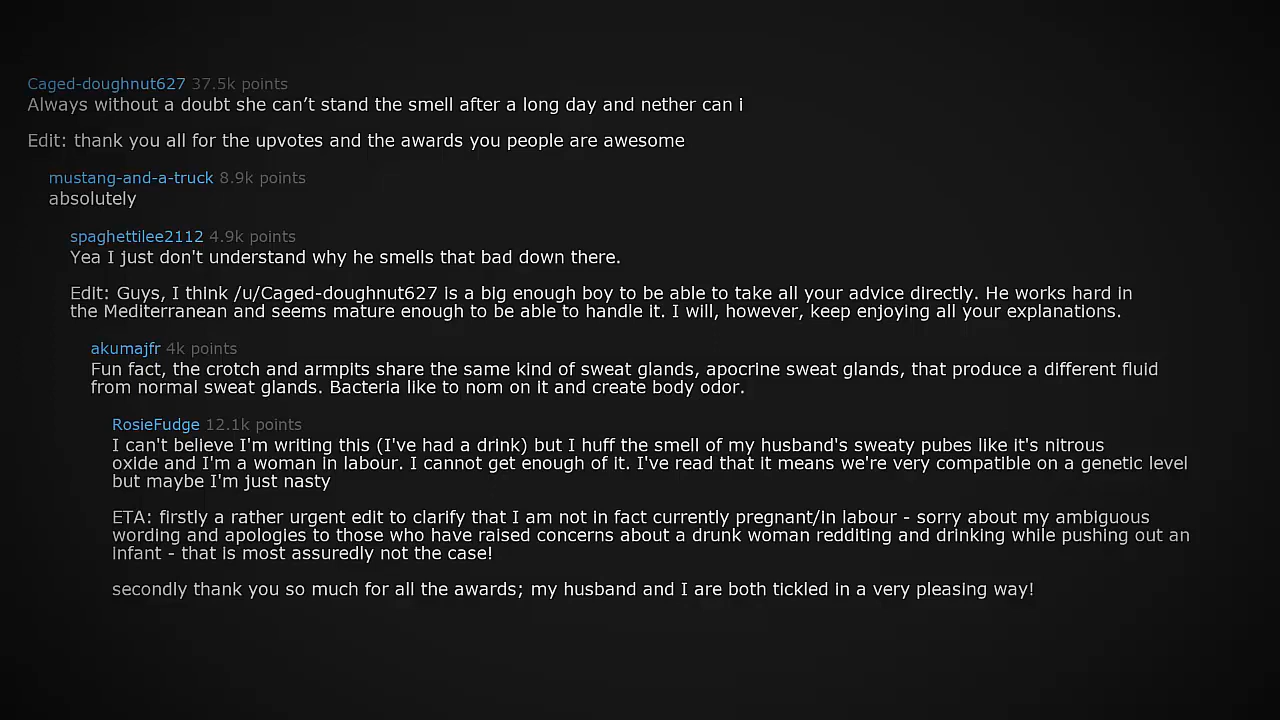 Caged-doughnut627 37.5k points
Always without a doubt she can’t stand the smell after a long day and nether can i
Edit: thank you all for the upvotes and the awards you people are awesome
mustang-and-a-truck 8.9k points
absolutely
spaghettilee2112 4.9k points
Yea I just don't understand why he smells that bad down there.
Edit: Guys, I think /u/Caged-doughnut627 is a big enough boy to be able to take all your advice directly. He works hard in
the Mediterranean and seems mature enough to be able to handle it. I will, however, keep enjoying all your explanations.
akumajfr 4k points
Fun fact, the crotch and armpits share the same kind of sweat glands, apocrine sweat glands, that produce a different fluid
from normal sweat glands. Bacteria like to nom on it and create body odor.
RosieFudge 12.1k points
I can't believe I'm writing this (I've had a drink) but I huff the smell of my husband's sweaty pubes like it's nitrous
oxide and I'm a woman in labour. I cannot get enough of it. I've read that it means we're very compatible on a genetic level
but maybe I'm just nasty
ETA: firstly a rather urgent edit to clarify that I am not in fact currently pregnant/in labour - sorry about my ambiguous
wording and apologies to those who have raised concerns about a drunk woman redditing and drinking while pushing out an
infant - that is most assuredly not the case!
secondly thank you so much for all the awards; my husband and I are both tickled in a very pleasing way!